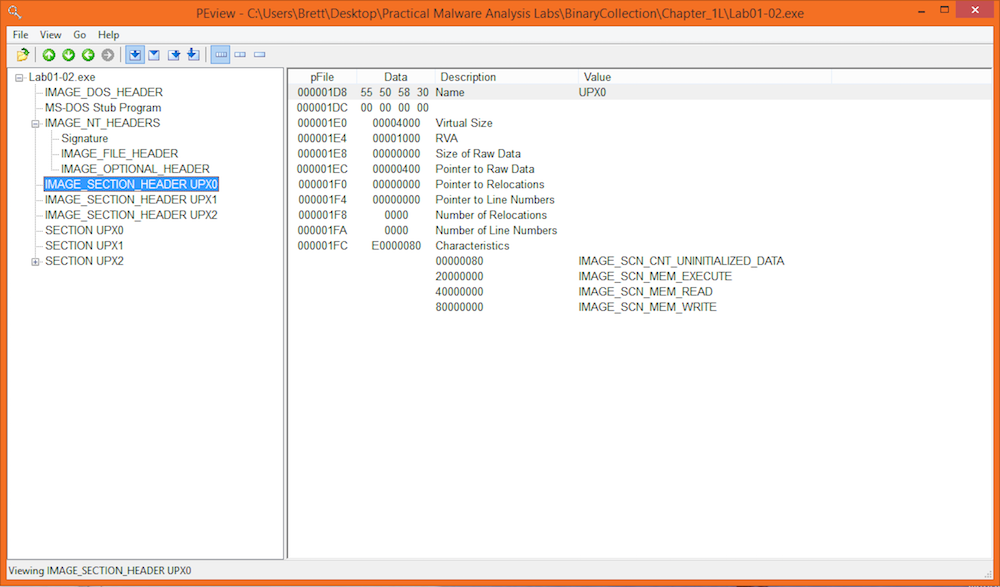 PEview - C:\Users\Brett\Desktop\Practical Malware Analysis Labs\BinaryCollection\Chapter_1L\Lab01-02.exe
File View Go Help
Lab01-02.exe
IMAGE_DOS_HEADER
MS-DOS Stub Program
IMAGE_NT_HEADERS
Signature
IMAGE_FILE_HEADER
IMAGE_OPTIONAL_HEADER
IMAGE_SECTION_HEADER UPX0
IMAGE_SECTION_HEADER UPX1
IMAGE_SECTION_HEADER UPX2
SECTION UPX0
SECTION UPX1
SECTION UPX2
pFile Data Description Value
000001D8 55 50 58 30 Name UPX0
000001DC 00 00 00 00
000001E0 00004000 Virtual Size
000001E4 00001000 RVA
000001E8 00000000 Size of Raw Data
000001EC 00000400 Pointer to Raw Data
000001F0 00000000 Pointer to Relocations
000001F4 00000000 Pointer to Line Numbers
000001F8 0000 Number of Relocations
000001FA 0000 Number of Line Numbers
000001FC E0000080 Characteristics
00000080 IMAGE_SCN_CNT_UNINITIALIZED_DATA
20000000 IMAGE_SCN_MEM_EXECUTE
40000000 IMAGE_SCN_MEM_READ
80000000 IMAGE_SCN_MEM_WRITE
Viewing IMAGE_SECTION_HEADER UPX0